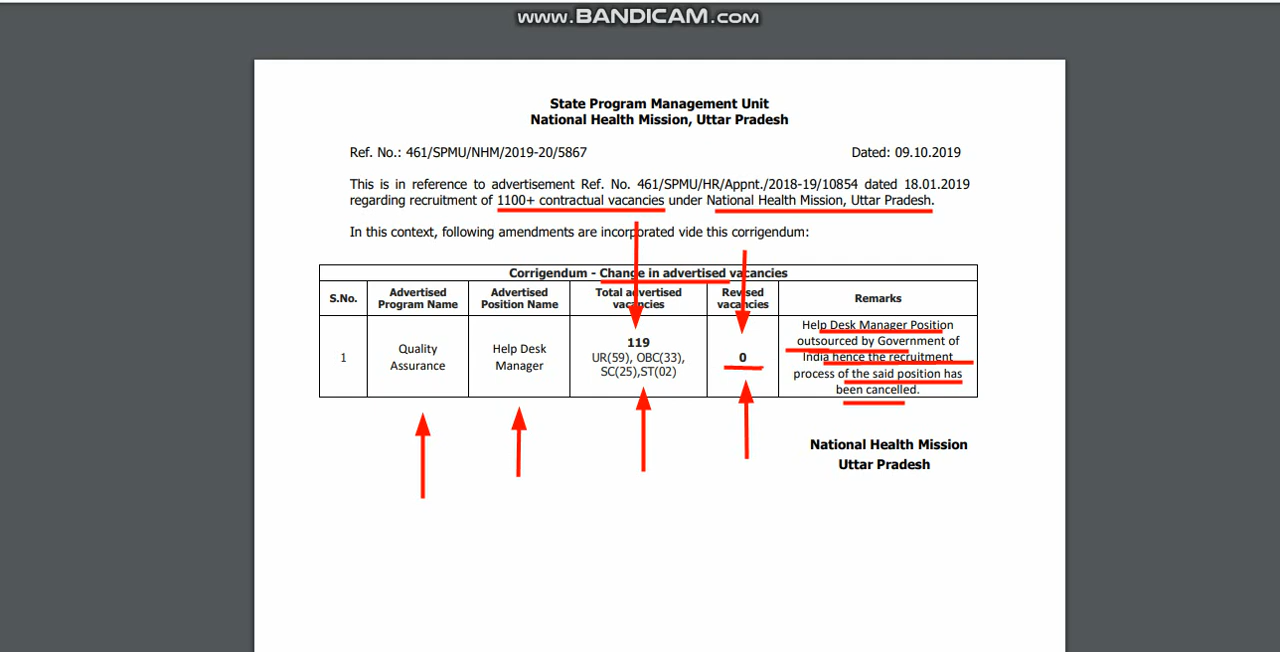 www.BANDICAM.com
State Program Management Unit
National Health Mission, Uttar Pradesh
Ref. No.: 461/SPMU/NHM/2019-20/5867 Dated: 09.10.2019
This is in reference to advertisement Ref. No. 461/SPMU/HR/Appnt./2018-19/10854 dated 18.01.2019
regarding recruitment of 1100+ contractual vacancies under National Health Mission, Uttar Pradesh.
In this context, following amendments are incorporated vide this corrigendum:
Corrigendum - Change in advertised vacancies
S.No.
Advertised
Program Name
Advertised
Position Name
Total advertised
vacancies
Revised
vacancies
Remarks
1
Quality
Assurance
Help Desk
Manager
119
UR(59), OBC(33),
SC(25),ST(02)
0
Help Desk Manager Position
outsourced by Government of
India hence the recruitment
process of the said position has
been cancelled.
National Health Mission
Uttar Pradesh